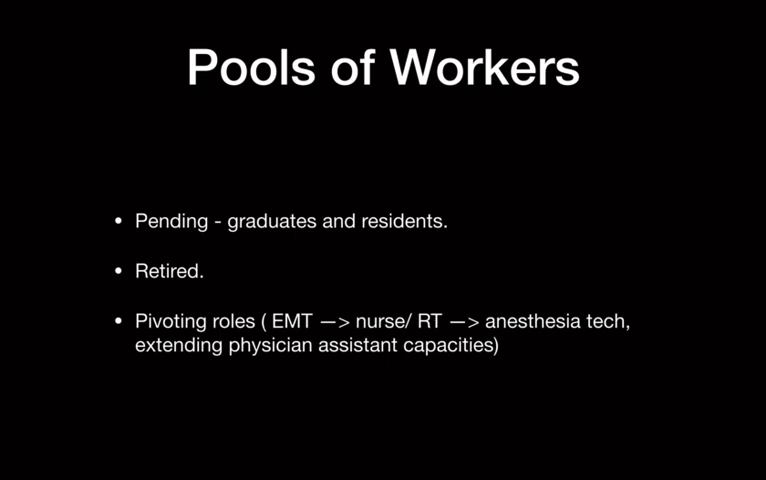 Pools of Workers
• Pending - graduates and residents.
• Retired.
• Pivoting roles ( EMT —> nurse/ RT —> anesthesia tech,
extending physician assistant capacities)